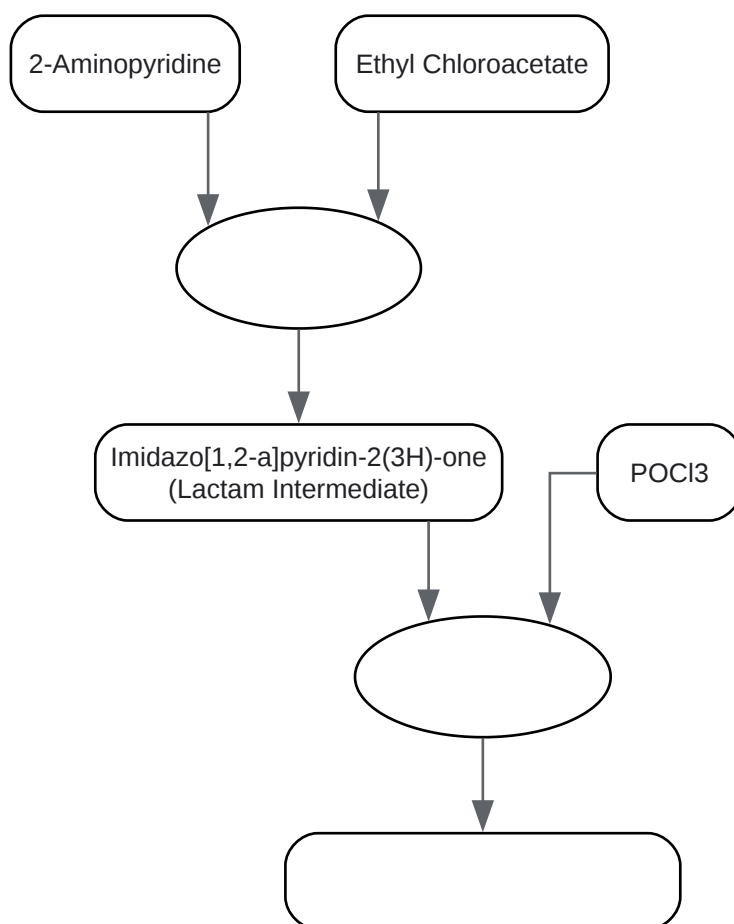 2-Aminopyridine
Ethyl Chloroacetate
Imidazo[1,2-a]pyridin-2(3H)-one
(Lactam Intermediate)
POCl3